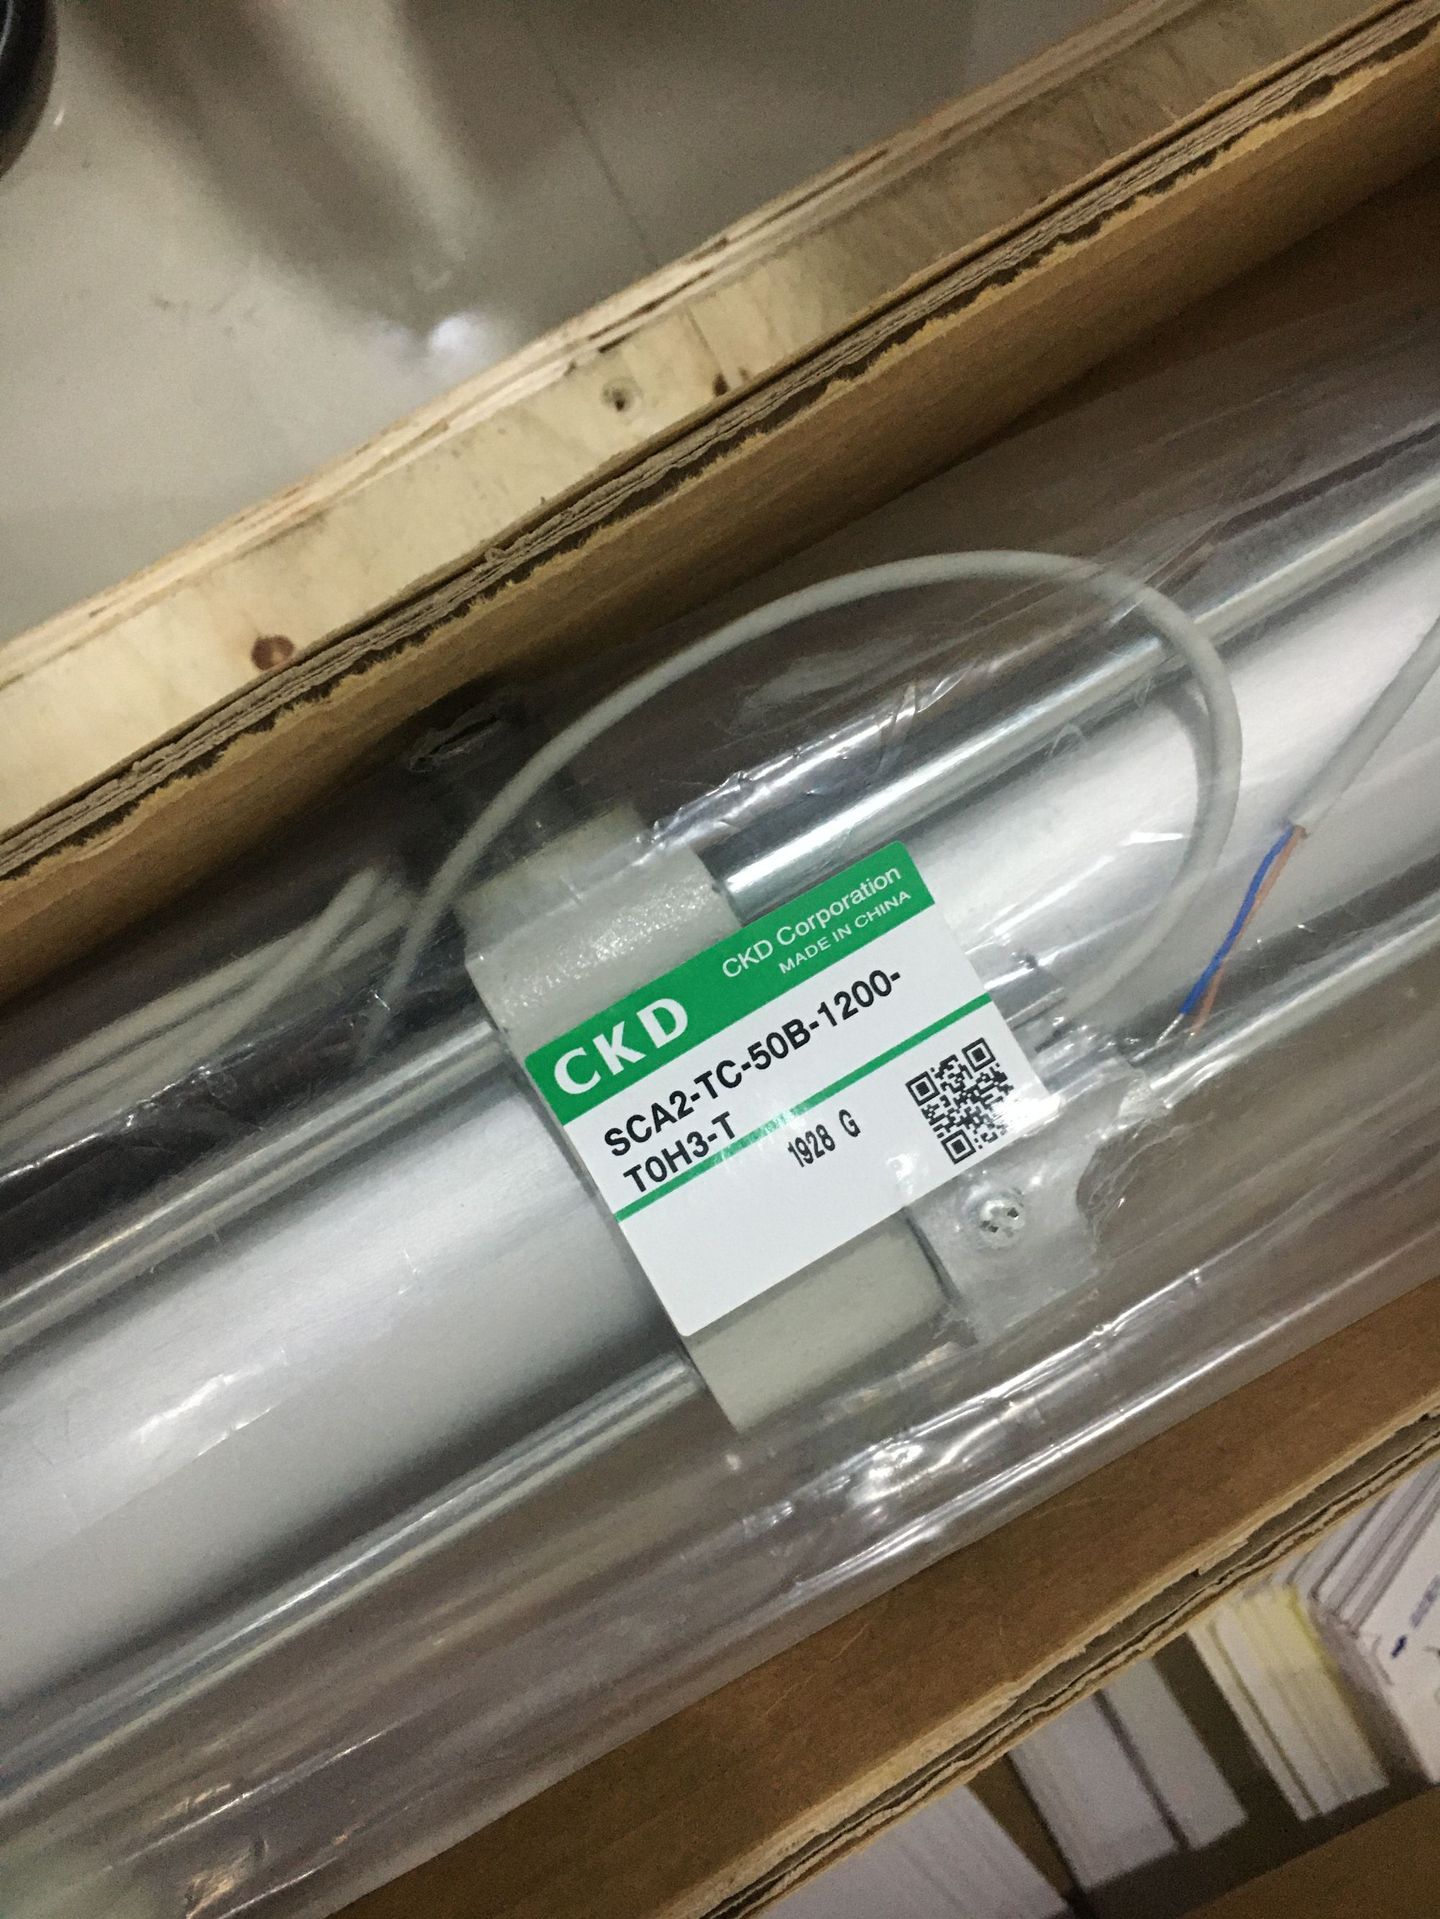 CKD
CKD Corporation
MADE IN CHINA
SCA2-TC-50B-1200-
T0H3-T
1928 G